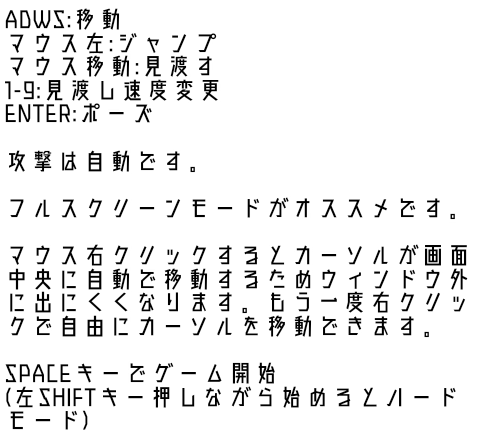 ADWS:移動
マウス左:ジャンプ
マウス移動:見渡す
1-9:見渡し速度変更
ENTER:ポーズ
攻撃は自動です。
フルスクリーンモードがオススメです。
マウス右クリックするとカーソルが画面
中央に自動で移動するためウィンドウ外
に出にくくなります。もう一度右クリッ
クで自由にカーソルを移動できます。
SPACEキーでゲーム開始
(左SHIFTキー押しながら始めるとハード
モード)